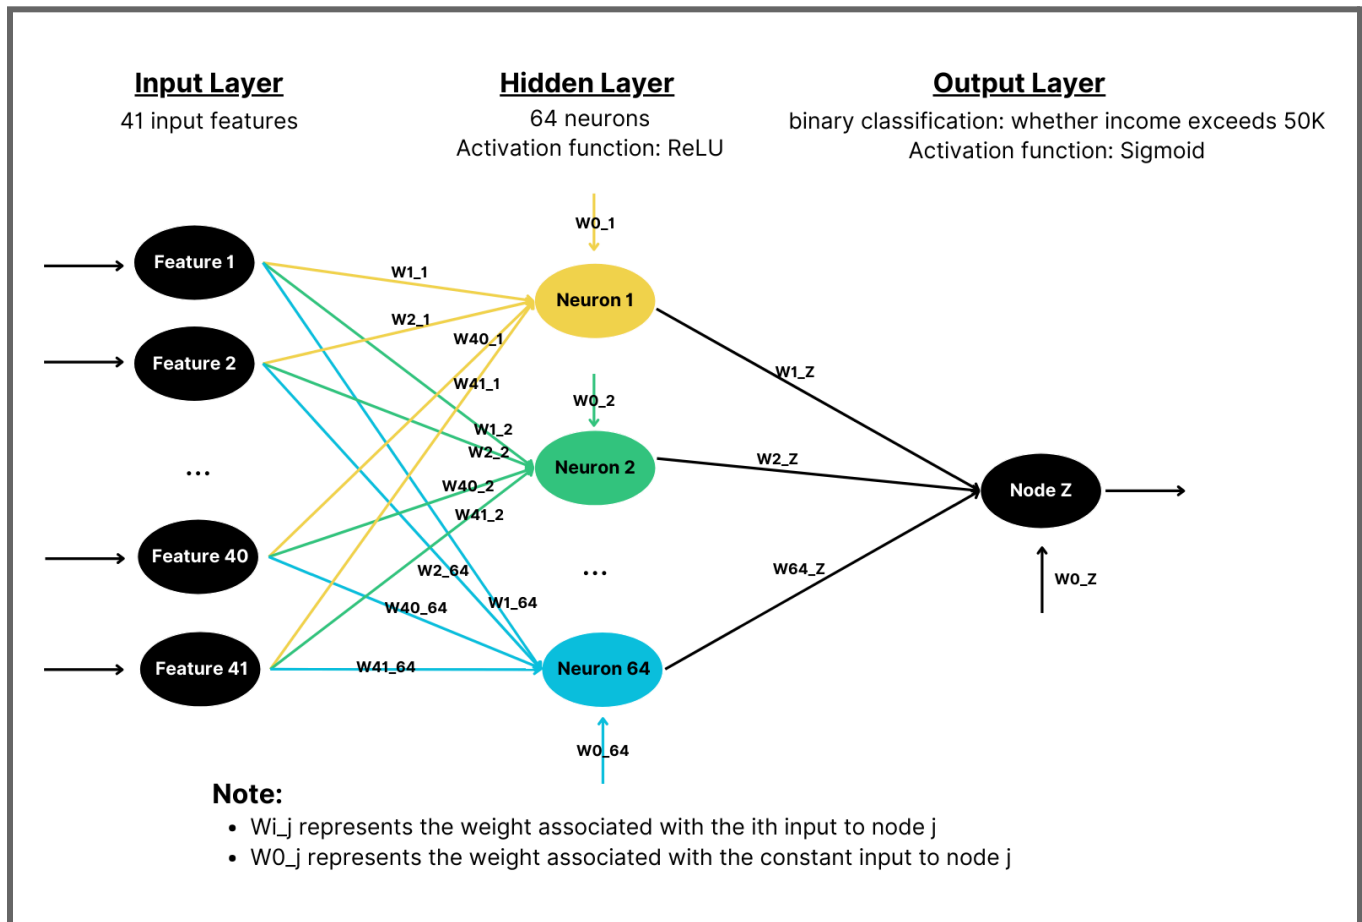 Input Layer
41 input features
Hidden Layer
64 neurons
Activation function: ReLU
Output Layer
binary classification: whether income exceeds 50K
Activation function: Sigmoid
W0_1
Feature 1
W1_1
Neuron 1
W2_1
W40_1
Feature 2
W1_Z
W41_1
W0_2
W1_2
W2_2
Neuron 2
W2_Z
...
W40_2
Node Z
W41_2
Feature 40
W2_64
...
W64_Z
W0_Z
W40_64
W1_64
Feature 41
W41_64
Neuron 64
W0_64
Note:
• Wi_j represents the weight associated with the ith input to node j
• W0_j represents the weight associated with the constant input to node j